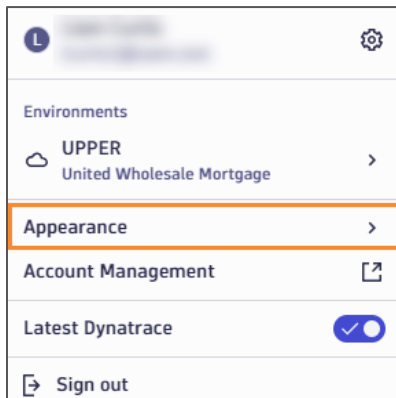 L
Environments
UPPER
United Wholesale Mortgage
Appearance
Account Management
Latest Dynatrace
Sign out